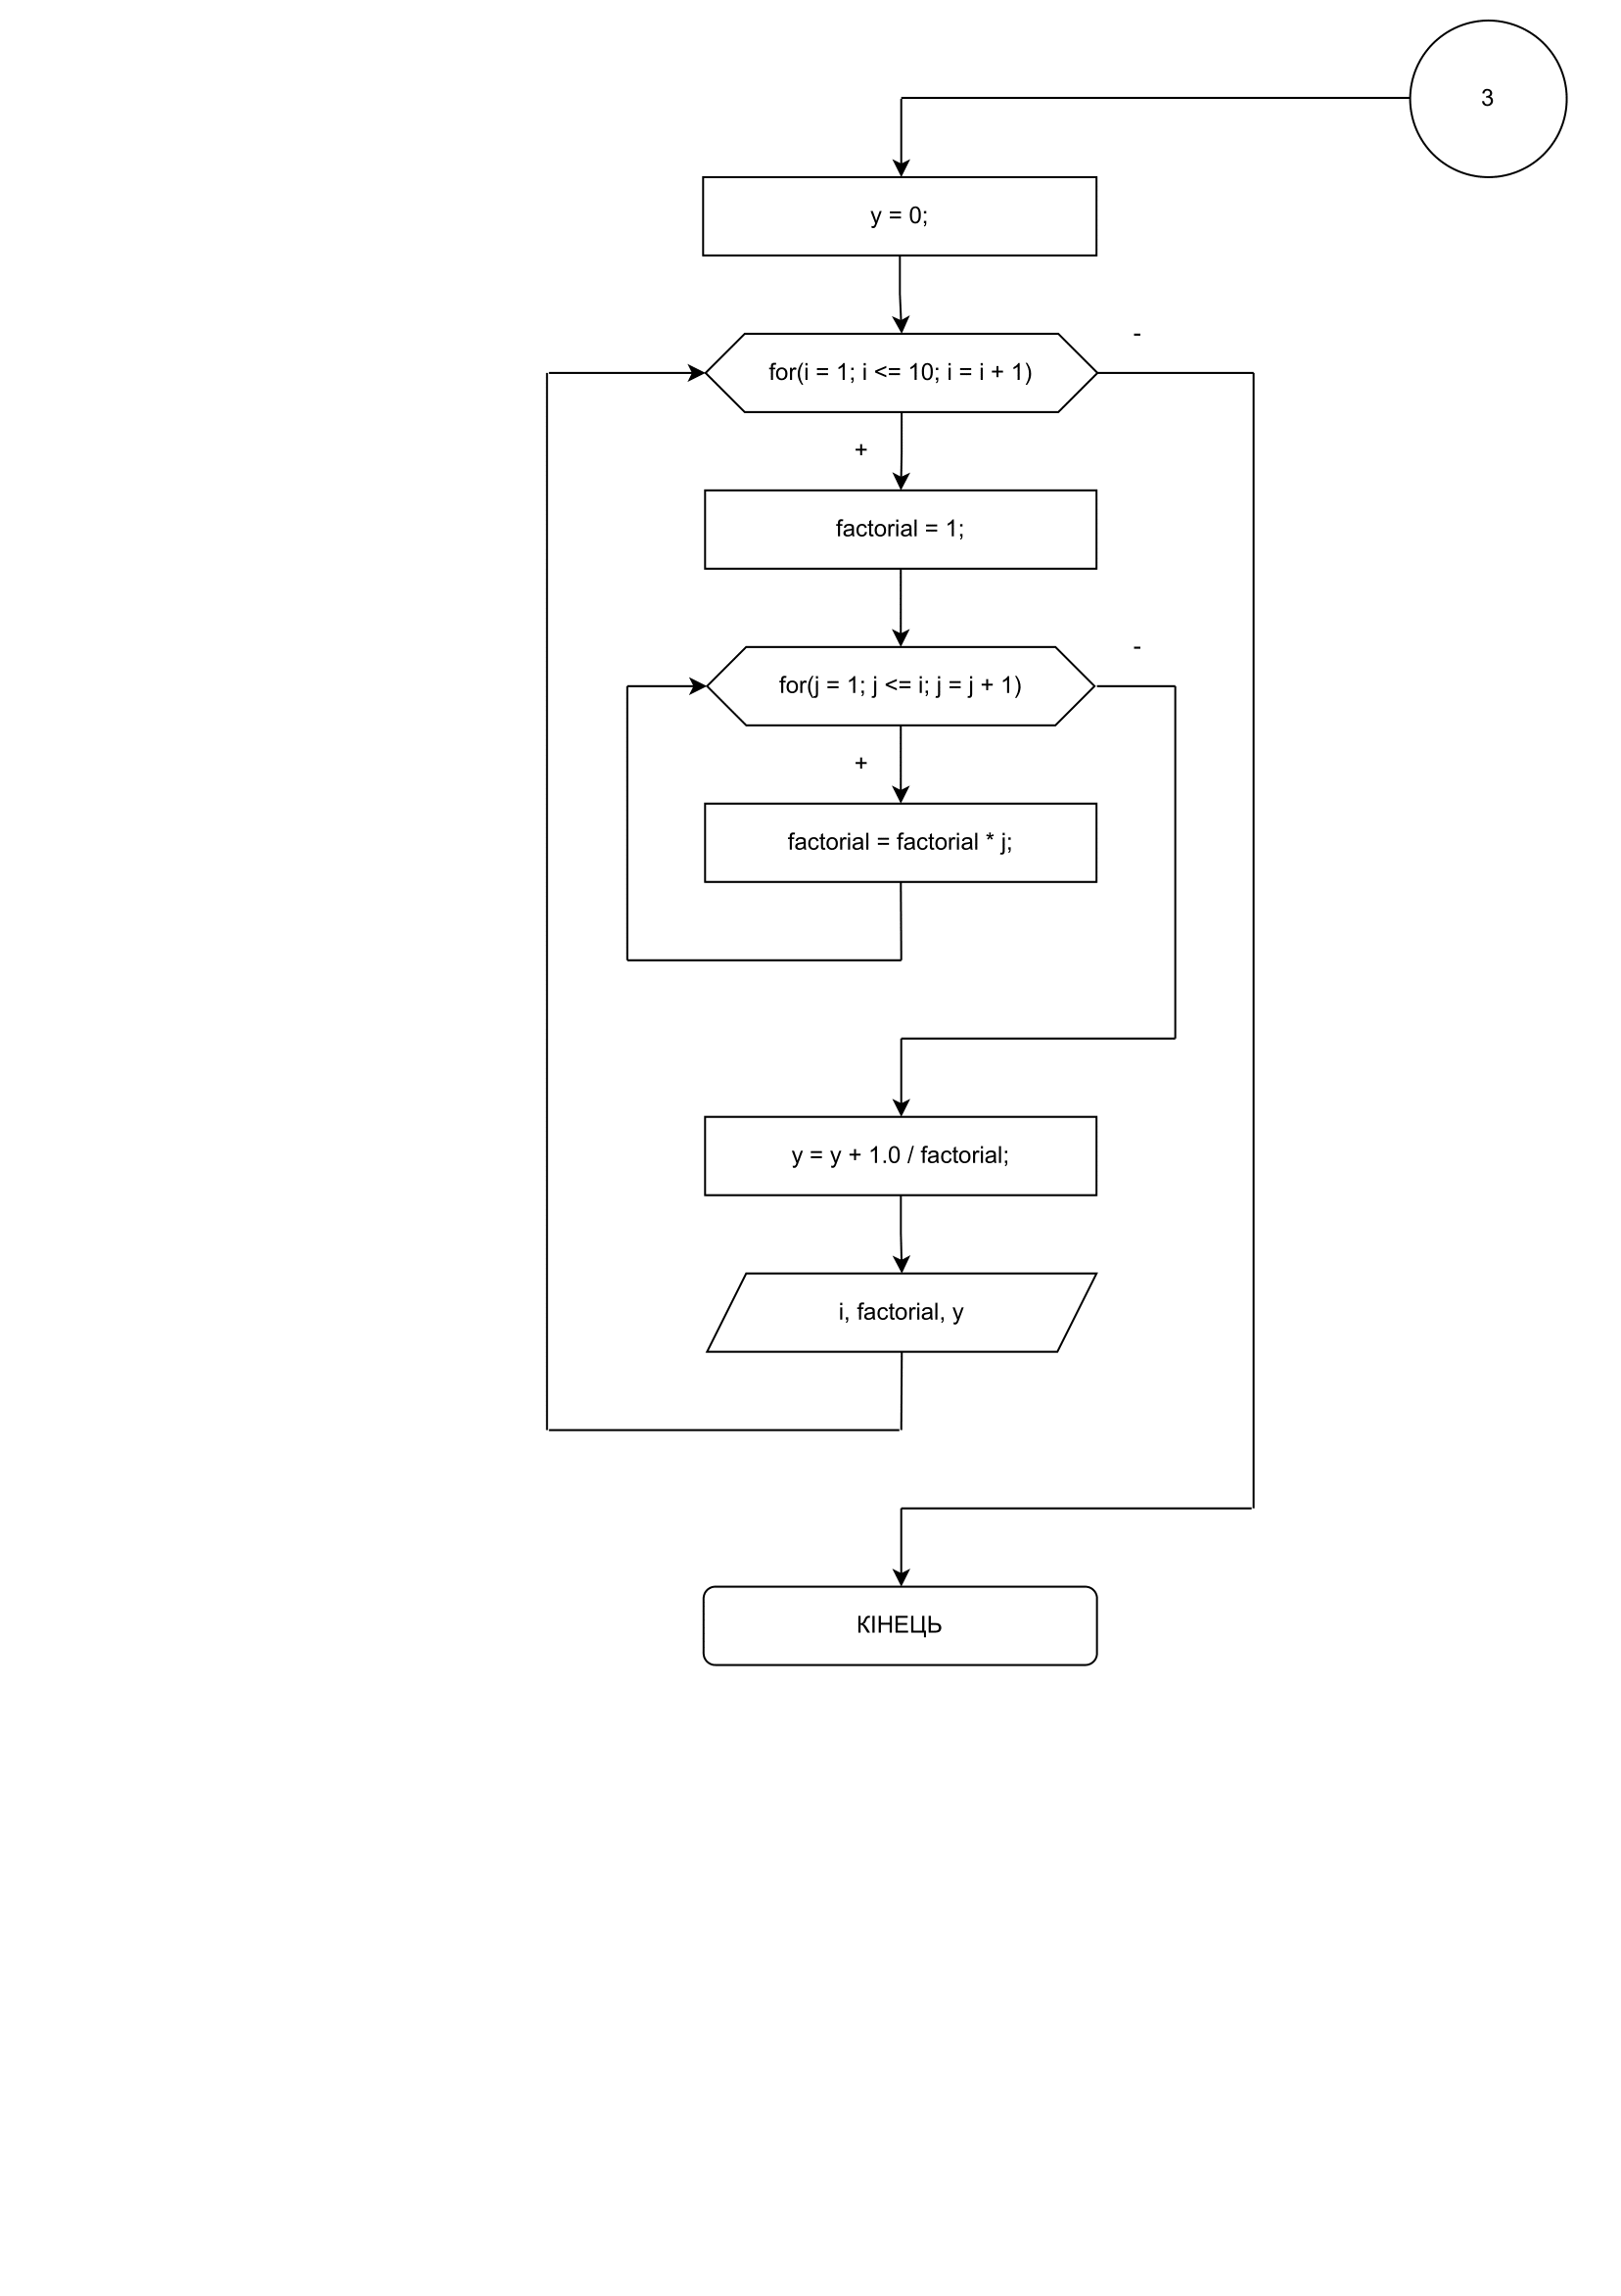 3
y = 0;
-
for(i = 1; i <= 10; i = i + 1)
+
factorial = 1;
-
for(j = 1; j <= i; j = j + 1)
+
factorial = factorial * j;
y = y + 1.0 / factorial;
i, factorial, y
КІНЕЦЬ